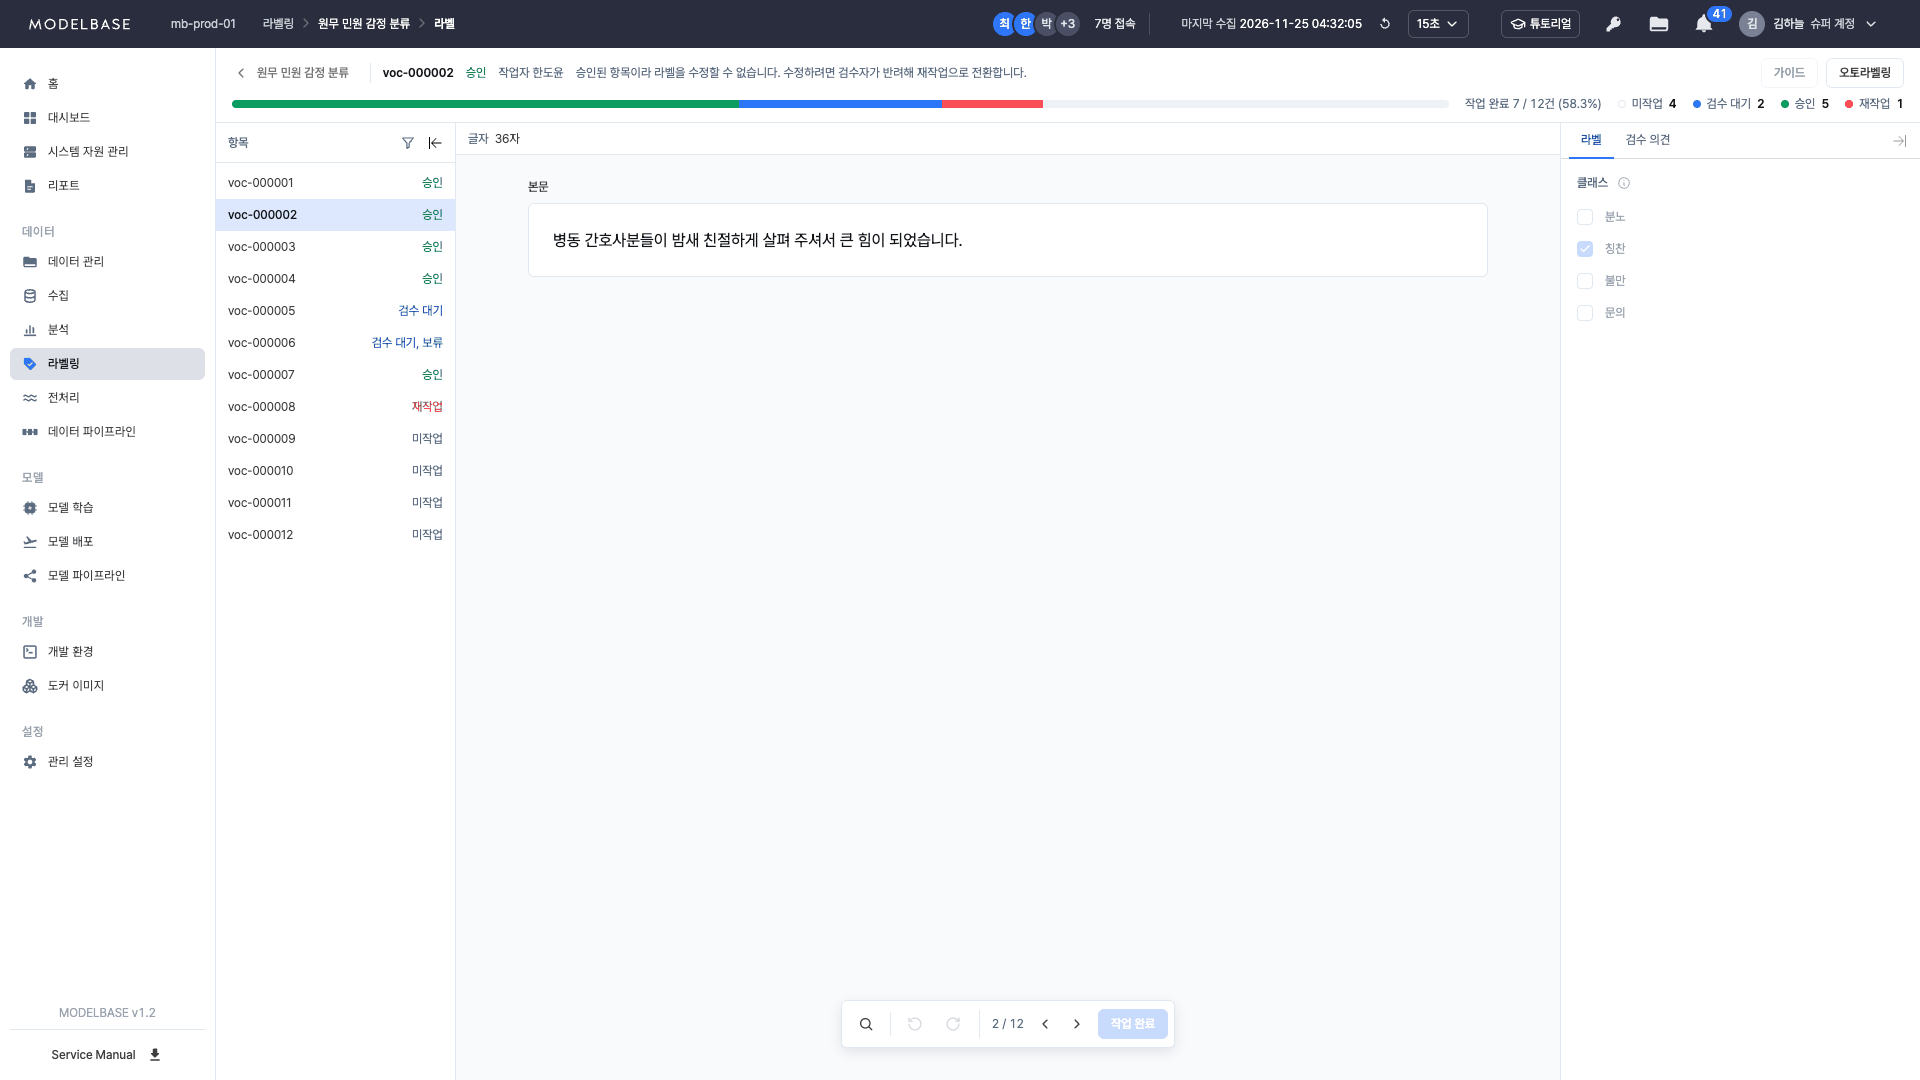 MODELBASE
mb-prod-01
라벨링 > 원무 민원 감정 분류 > 라벨
최 한 박 +3 7명 접속
마지막 수집 2026-11-25 04:32:05
15초
튜토리얼
41
김 김하늘 슈퍼 계정
홈
대시보드
시스템 자원 관리
리포트
데이터
데이터 관리
수집
분석
라벨링
전처리
데이터 파이프라인
모델
모델 학습
모델 배포
모델 파이프라인
개발
개발 환경
도커 이미지
설정
관리 설정
MODELBASE v1.2
Service Manual
원무 민원 감정 분류
voc-000002 승인 작업자 한도윤 승인된 항목이라 라벨을 수정할 수 없습니다. 수정하려면 검수자가 반려해 재작업으로 전환합니다.
가이드
오토라벨링
작업 완료 7 / 12건 (58.3%) 미작업 4 검수 대기 2 승인 5 재작업 1
항목
voc-000001 승인
voc-000002 승인
voc-000003 승인
voc-000004 승인
voc-000005 검수 대기
voc-000006 검수 대기, 보류
voc-000007 승인
voc-000008 재작업
voc-000009 미작업
voc-000010 미작업
voc-000011 미작업
voc-000012 미작업
글자 36자
본문
병동 간호사분들이 밤새 친절하게 살펴 주셔서 큰 힘이 되었습니다.
2 / 12
작업 완료
라벨 검수 의견
클래스
분노
칭찬
불만
문의